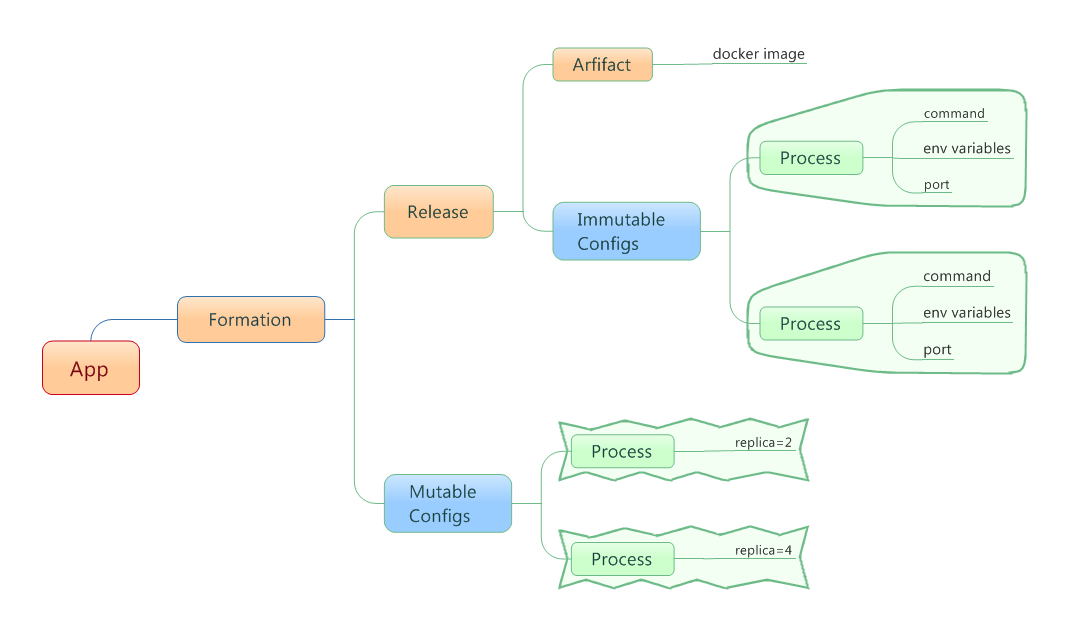 App
Formation
Release
Arfifact
docker image
Immutable
Configs
Process
command
env variables
port
Process
command
env variables
port
Mutable
Configs
Process
replica=2
Process
replica=4